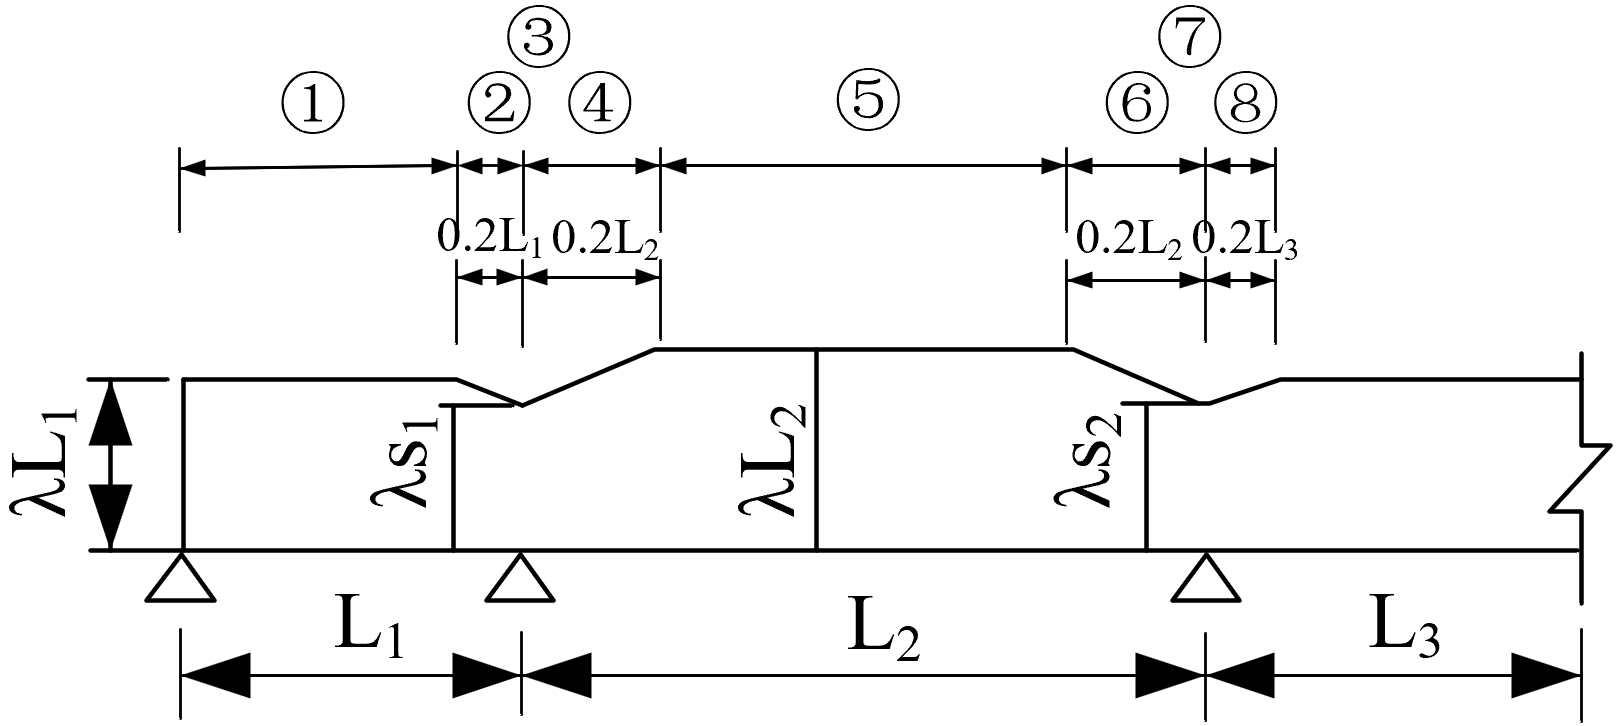 ③ ⑦
① ② ④ ⑤ ⑥ ⑧
0.2L₁ 0.2L₂ 0.2L₂ 0.2L₃
λL₁ λs₁ λL₂ λs₂
L₁ L₂ L₃